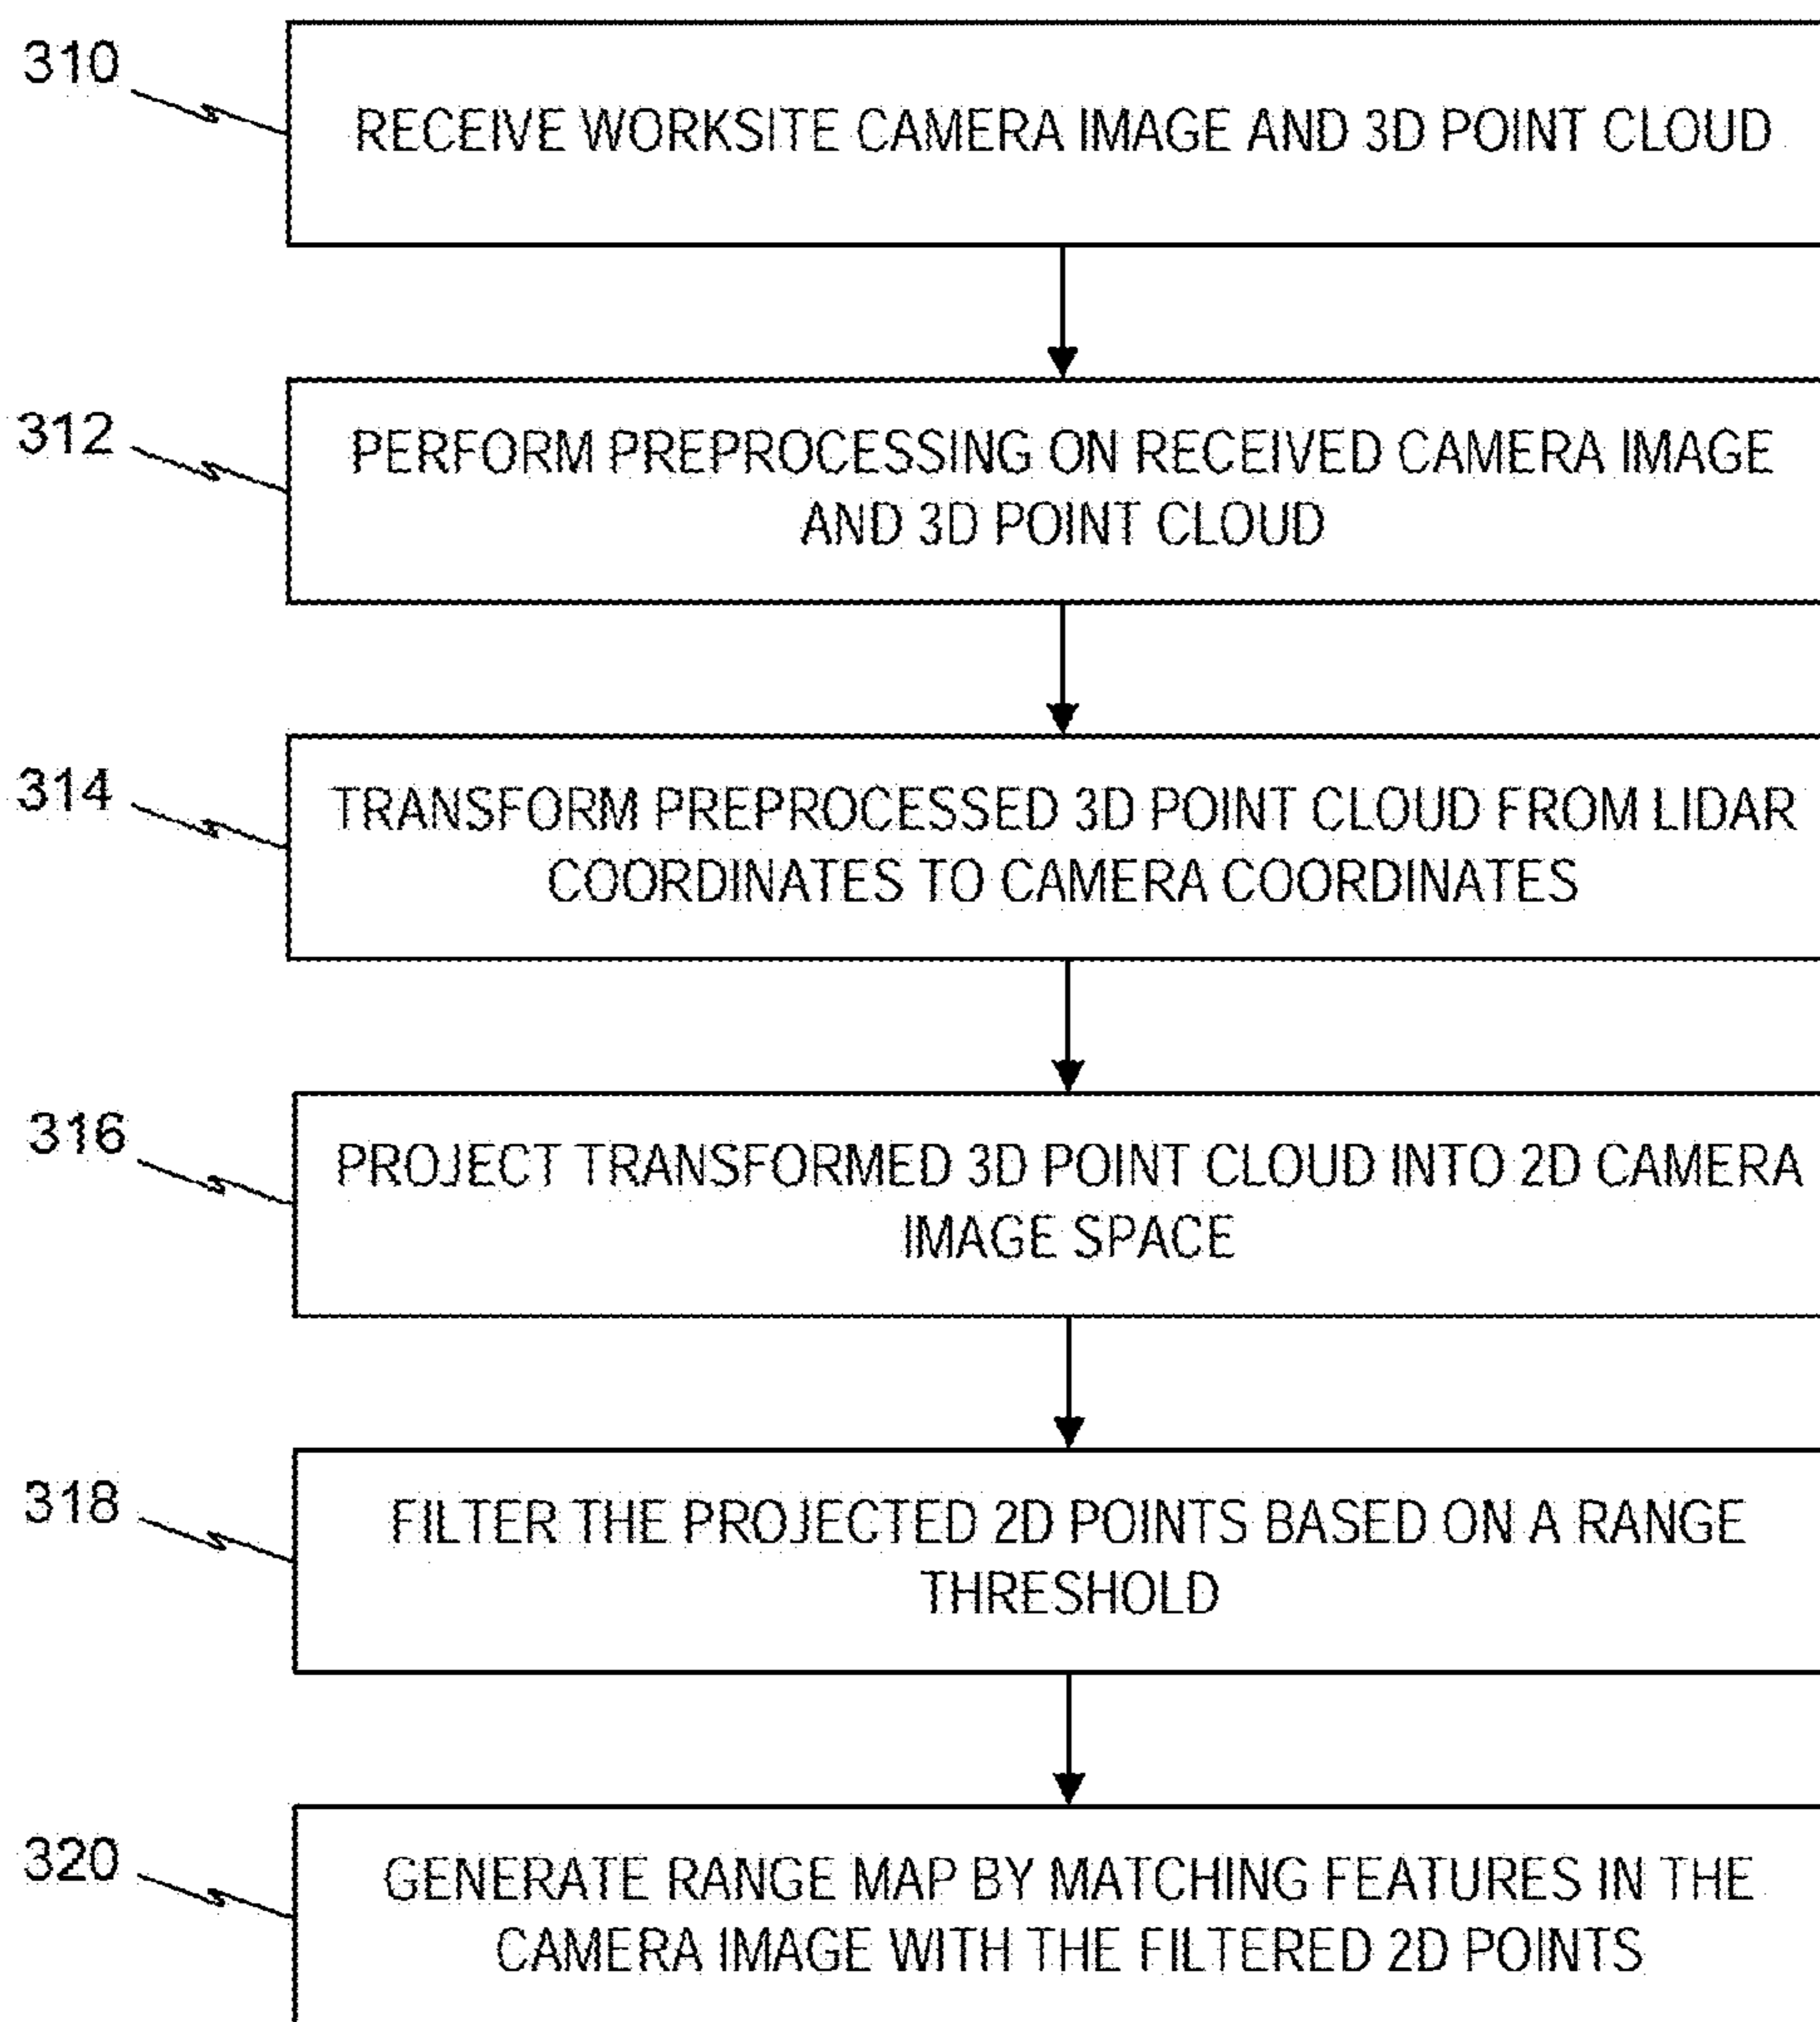 310
RECEIVE WORKSITE CAMERA IMAGE AND 3D POINT CLOUD
312
PERFORM PREPROCESSING ON RECEIVED CAMERA IMAGE
AND 3D POINT CLOUD
314
TRANSFORM PREPROCESSED 3D POINT CLOUD FROM LIDAR
COORDINATES TO CAMERA COORDINATES
316
PROJECT TRANSFORMED 3D POINT CLOUD INTO 2D CAMERA
IMAGE SPACE
318
FILTER THE PROJECTED 2D POINTS BASED ON A RANGE
THRESHOLD
320
GENERATE RANGE MAP BY MATCHING FEATURES IN THE
CAMERA IMAGE WITH THE FILTERED 2D POINTS